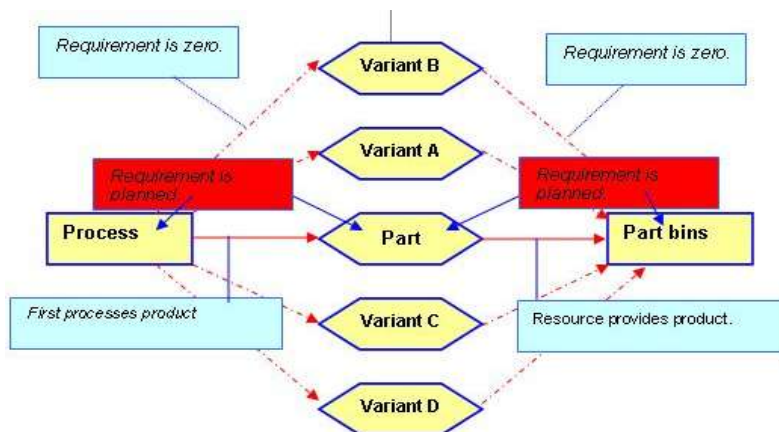 Requirement is zero.
Variant B
Requirement is zero.
Variant A
Requirement is
planned.
Requirement is
planned.
Process
Part
Part bins
First processes product
Variant C
Resource provides product.
Variant D